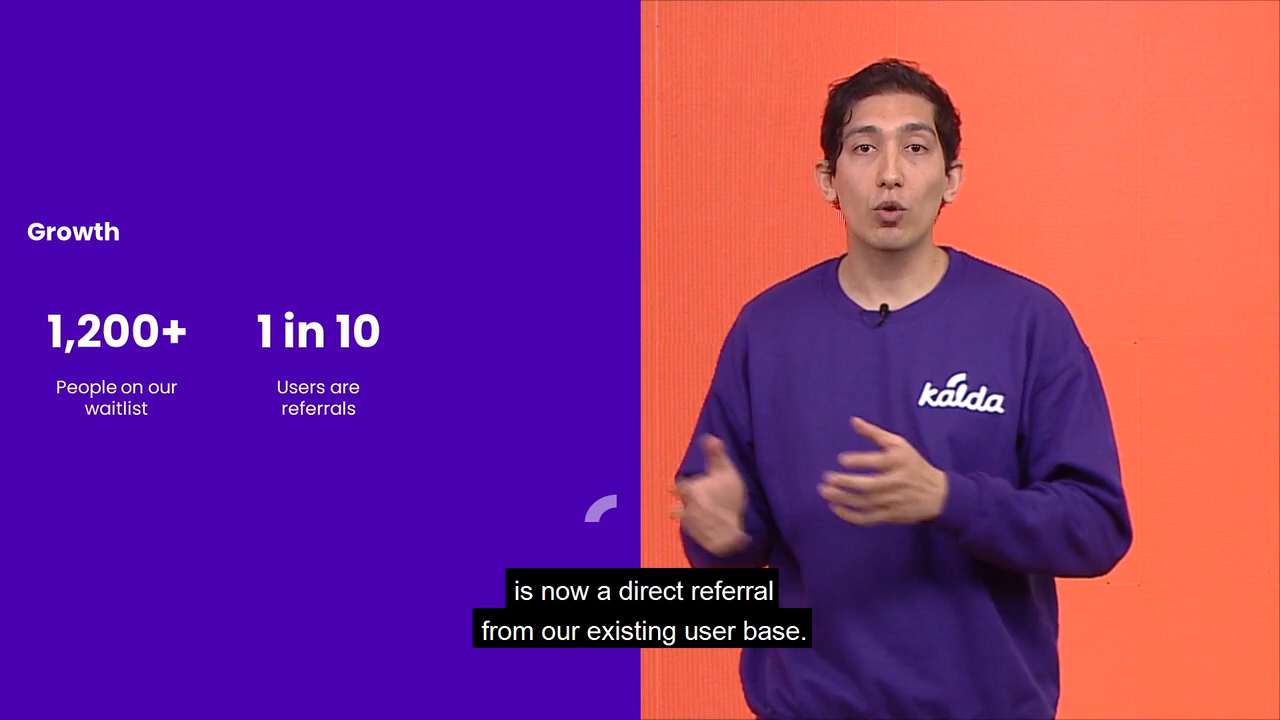 Growth
1,200+
People on our
waitlist
1 in 10
Users are
referrals
kalda
is now a direct referral
from our existing user base.